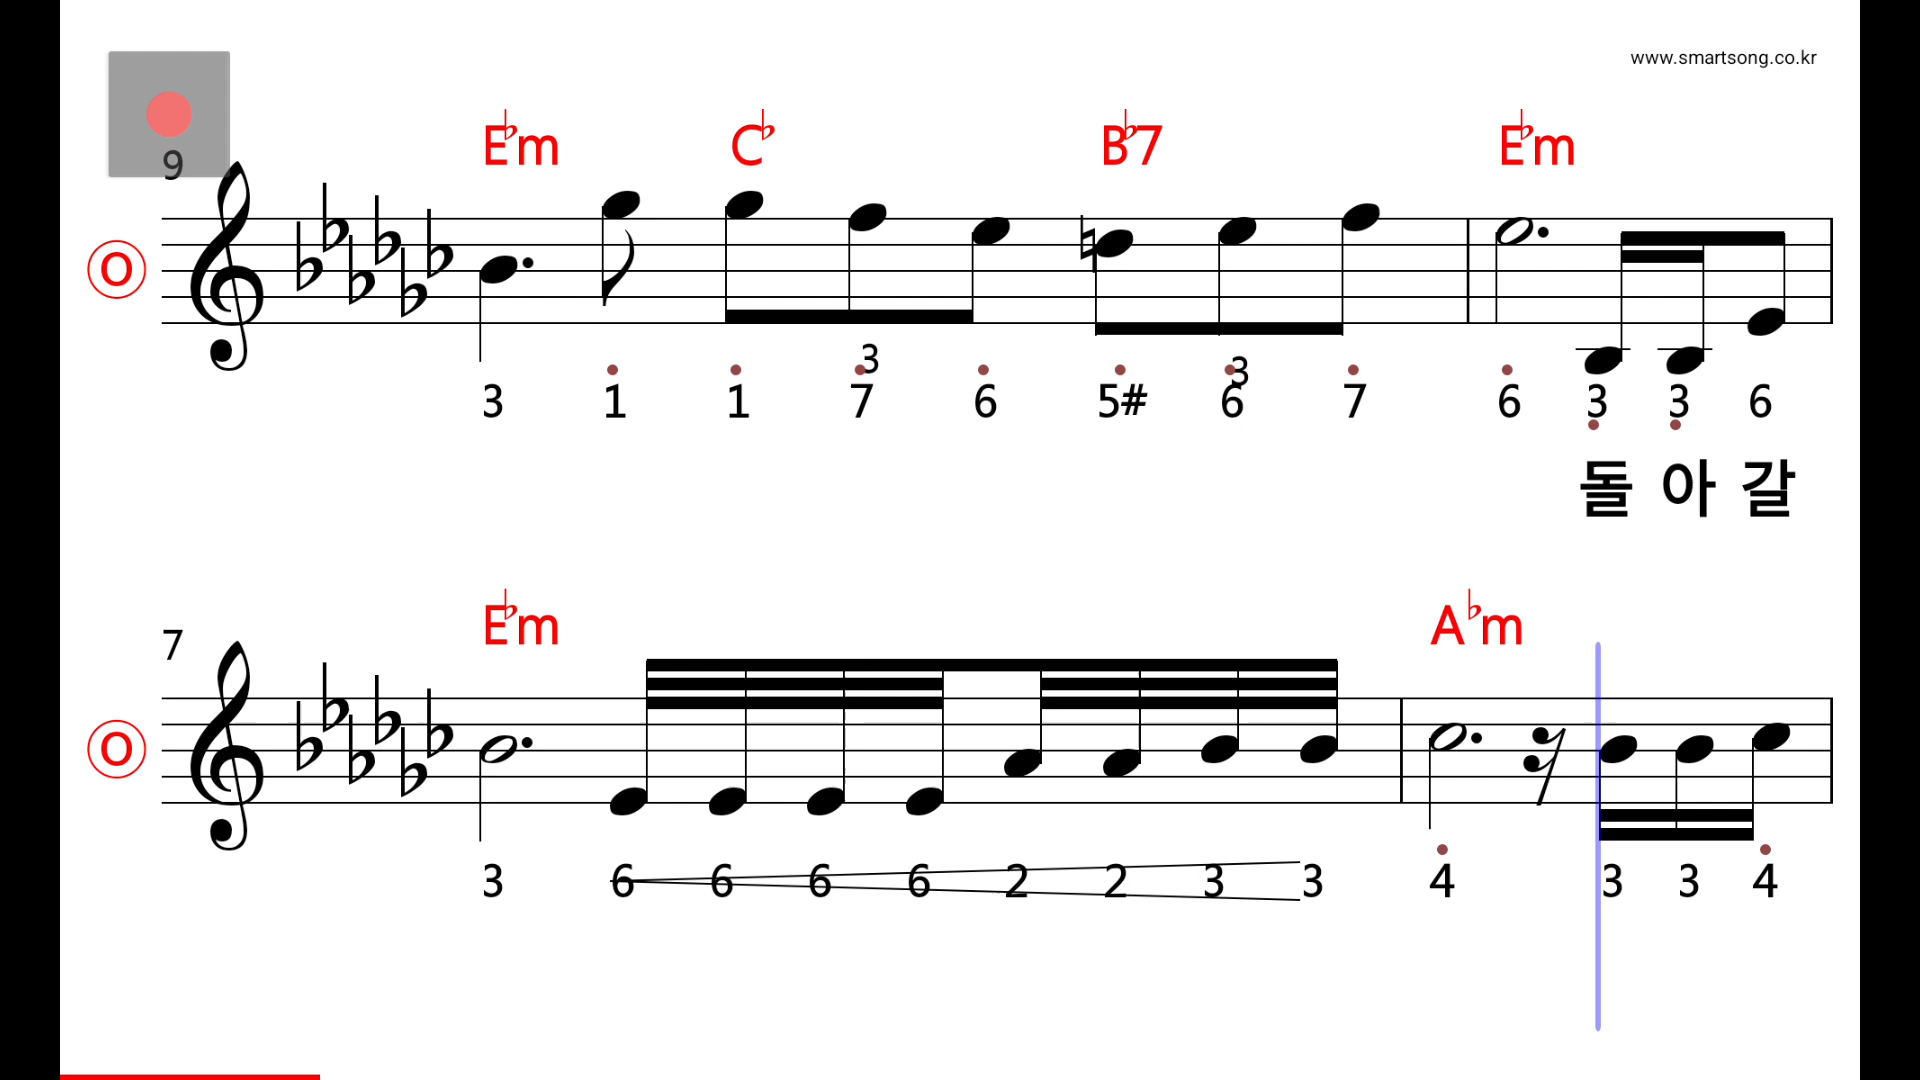 www.smartsong.co.kr
E♭m C♭ B♭7 E♭m
9
O
3 3
3 1 1 7 6 5# 6 7 6 3 3 6
돌 아 갈
E♭m A♭m
7
O
3 6 6 6 6 2 2 3 3 4 3 3 4